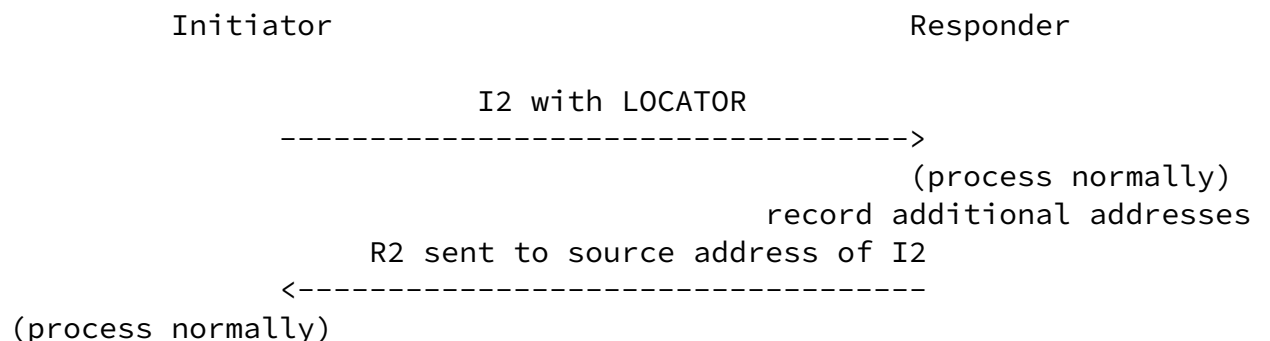 Initiator Responder
I2 with LOCATOR
----------------------------------->
(process normally)
record additional addresses
R2 sent to source address of I2
<-----------------------------------
(process normally)